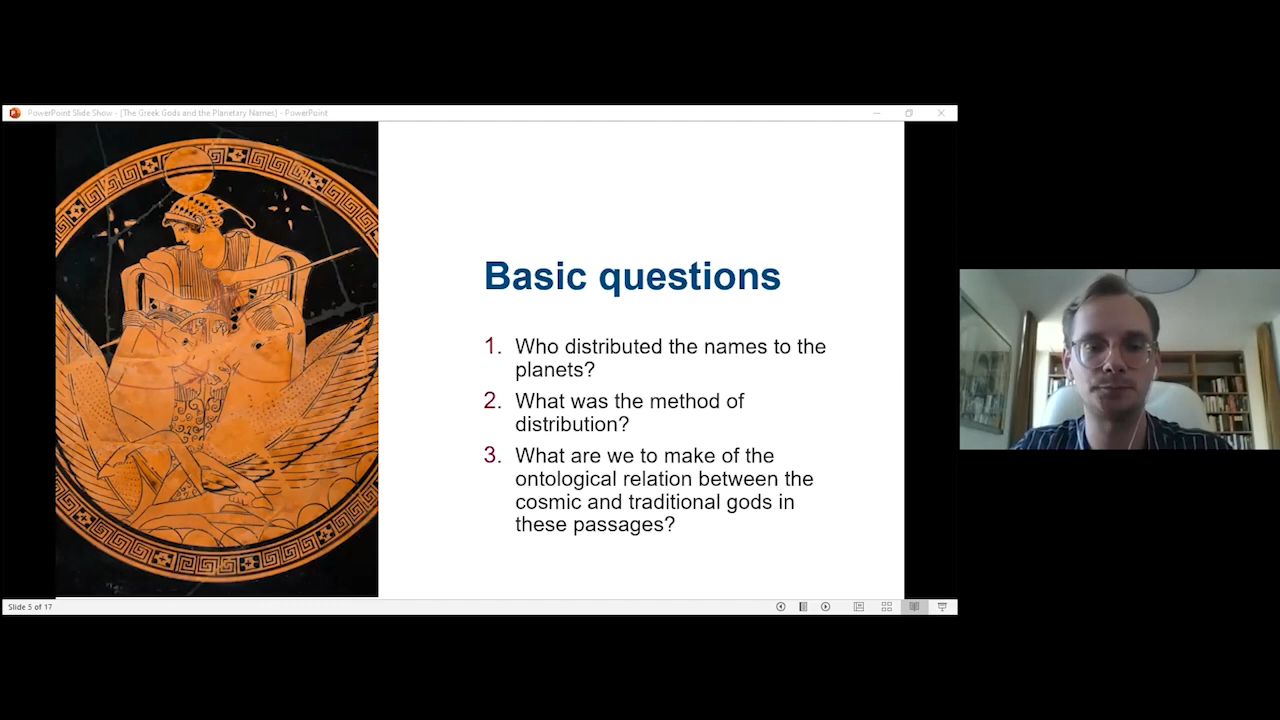 PowerPoint Slide Show - [The Greek Gods and the Planetary Names] - PowerPoint
Basic questions
1. Who distributed the names to the
planets?
2. What was the method of
distribution?
3. What are we to make of the
ontological relation between the
cosmic and traditional gods in
these passages?
Slide 5 of 17